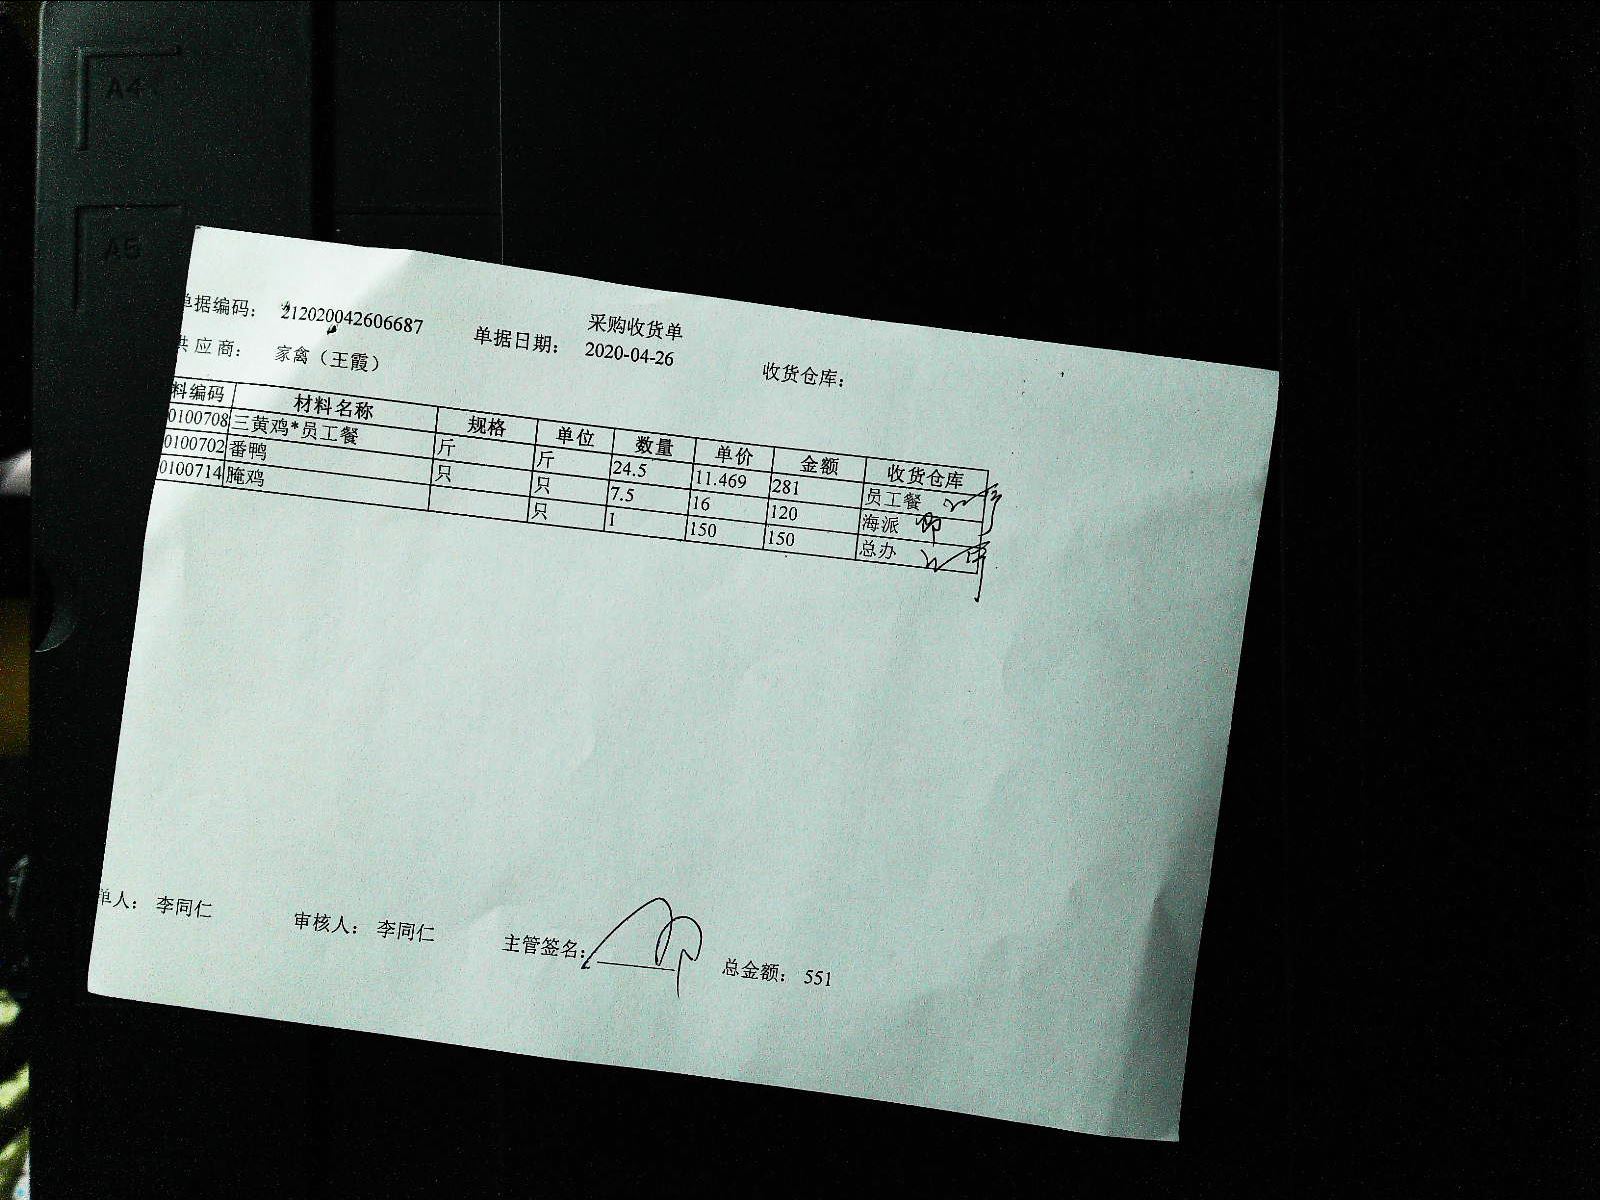 A4
A5
采购收货单
单据编码： 212020042606687 单据日期： 2020-04-26 收货仓库：
供应商： 家禽（王霞）
料编码 材料名称 规格 单位 数量 单价 金额 收货仓库
0100708 三黄鸡*员工餐 斤 斤 24.5 11.469 281 员工餐
0100702 番鸭 只 只 7.5 16 120 海派
0100714 腌鸡 只 1 150 150 总办
单人： 李同仁 审核人： 李同仁 主管签名： 总金额： 551